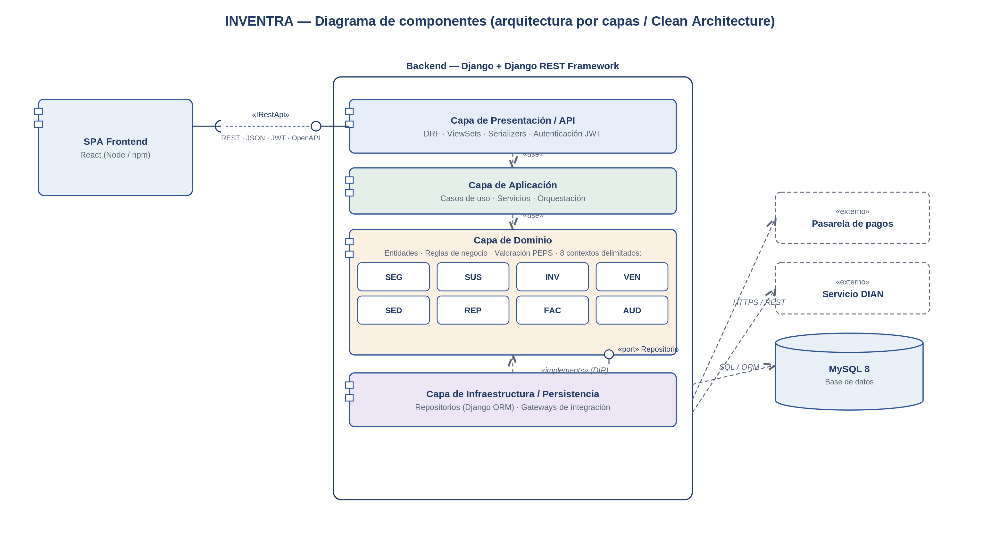 INVENTRA — Diagrama de componentes (arquitectura por capas / Clean Architecture)
Backend — Django + Django REST Framework
SPA Frontend
React (Node / npm)
«IRestApi»
REST · JSON · JWT · OpenAPI
Capa de Presentación / API
DRF · ViewSets · Serializers · Autenticación JWT
«use»
Capa de Aplicación
Casos de uso · Servicios · Orquestación
«use»
Capa de Dominio
Entidades · Reglas de negocio · Valoración PEPS · 8 contextos delimitados:
SEG
SUS
INV
VEN
SED
REP
FAC
AUD
«port» Repositorio
«implements» (DIP)
Capa de Infraestructura / Persistencia
Repositorios (Django ORM) · Gateways de integración
«externo»
Pasarela de pagos
«externo»
Servicio DIAN
HTTPS / REST
SQL / ORM
MySQL 8
Base de datos